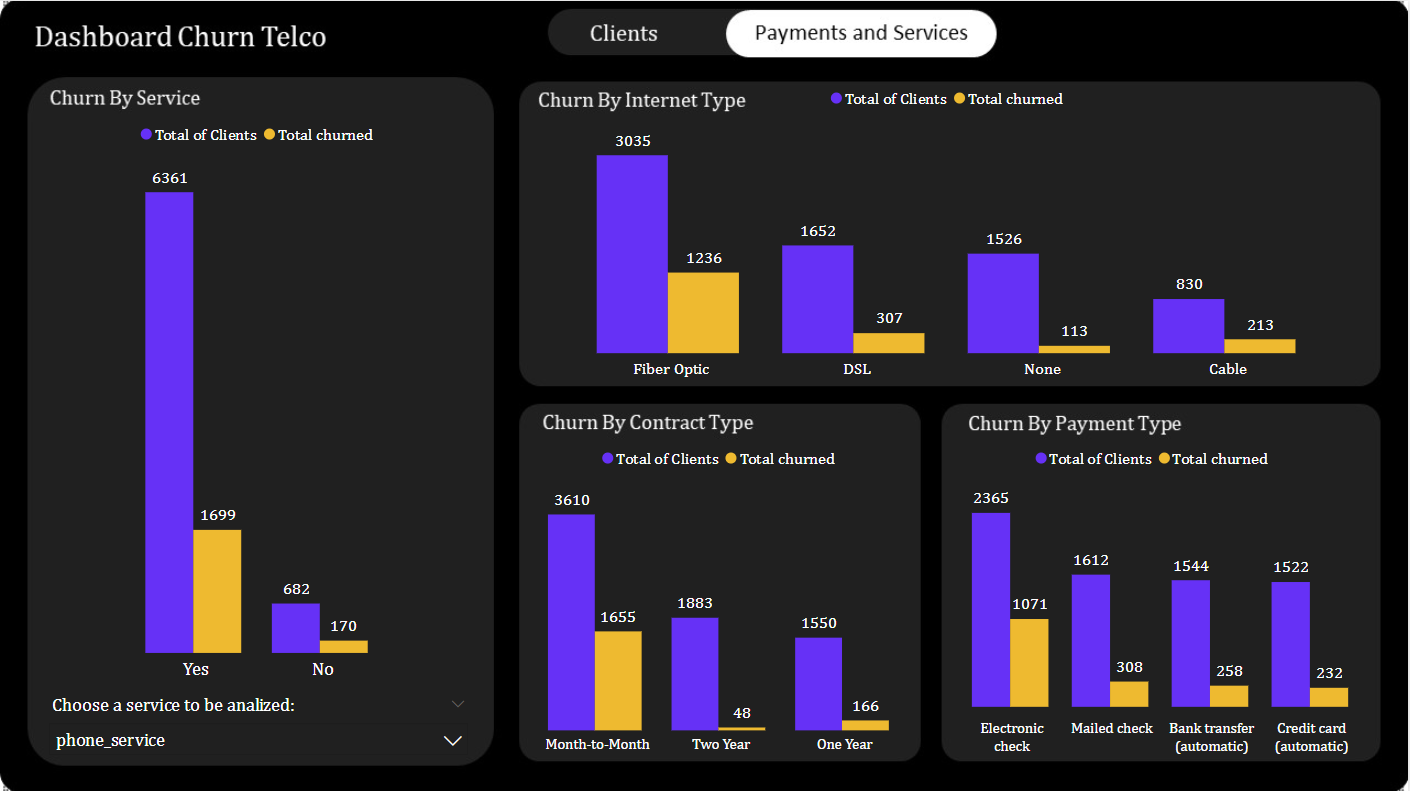 Dashboard Churn Telco
Clients
Payments and Services
Churn By Service
Total of Clients Total churned
6361
1699
682
170
Yes
No
Choose a service to be analized:
phone_service
Churn By Internet Type
Total of Clients Total churned
3035
1236
1652
307
1526
113
830
213
Fiber Optic
DSL
None
Cable
Churn By Contract Type
Total of Clients Total churned
3610
1655
1883
48
1550
166
Month-to-Month
Two Year
One Year
Churn By Payment Type
Total of Clients Total churned
2365
1071
1612
308
1544
258
1522
232
Electronic
check
Mailed check
Bank transfer
(automatic)
Credit card
(automatic)